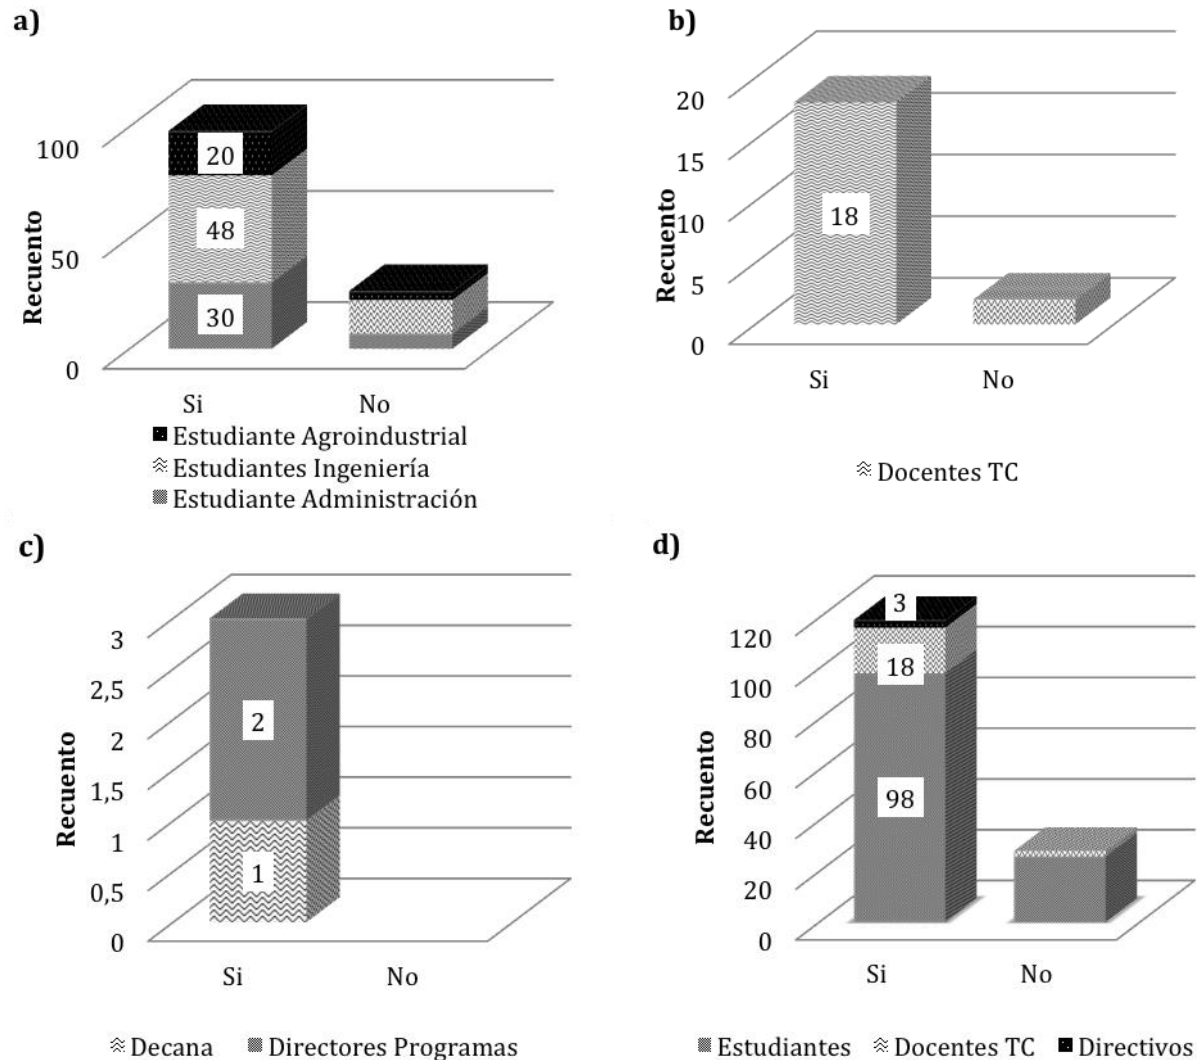 a)
Recuento
100
50
0
20
48
30
Si No
Estudiante Agroindustrial
Estudiantes Ingeniería
Estudiante Administración
b)
Recuento
20
15
10
5
0
18
Si No
Docentes TC
c)
Recuento
3
2,5
2
1,5
1
0,5
0
2
1
Si No
Decana Directores Programas
d)
Recuento
120
100
80
60
40
20
0
3
18
98
Si No
Estudiantes Docentes TC Directivos